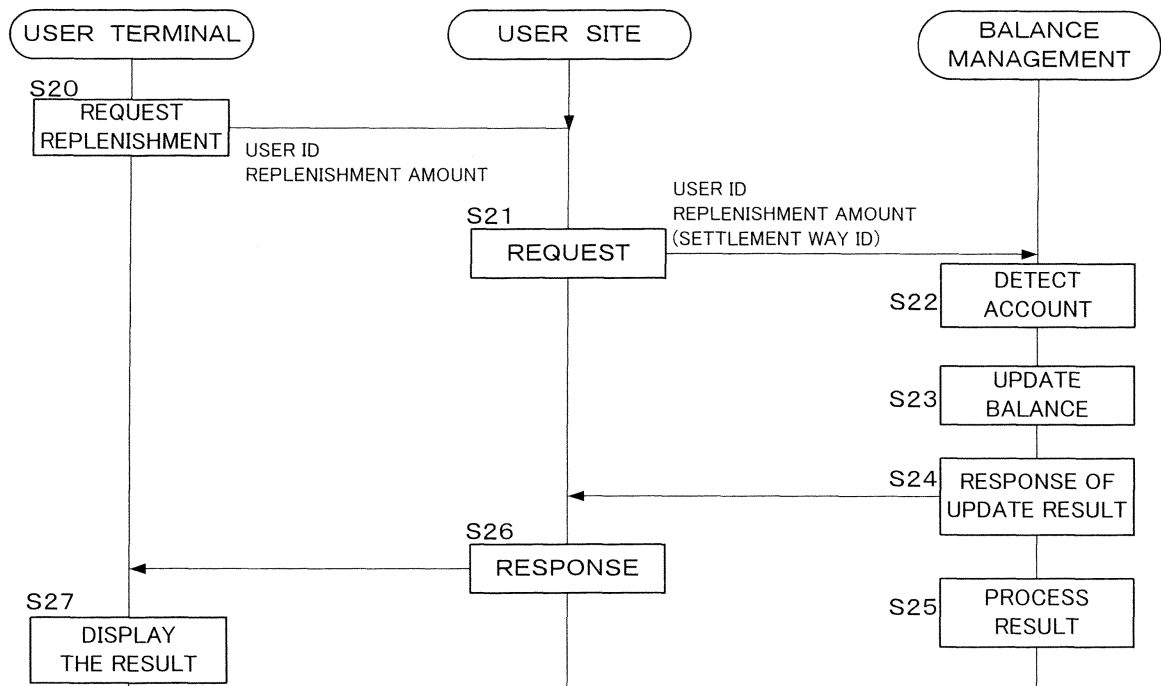 USER TERMINAL
USER SITE
BALANCE
MANAGEMENT
S20
REQUEST
REPLENISHMENT
USER ID
REPLENISHMENT AMOUNT
S21
REQUEST
USER ID
REPLENISHMENT AMOUNT
(SETTLEMENT WAY ID)
S22
DETECT
ACCOUNT
S23
UPDATE
BALANCE
S24
RESPONSE OF
UPDATE RESULT
S26
RESPONSE
S25
PROCESS
RESULT
S27
DISPLAY
THE RESULT